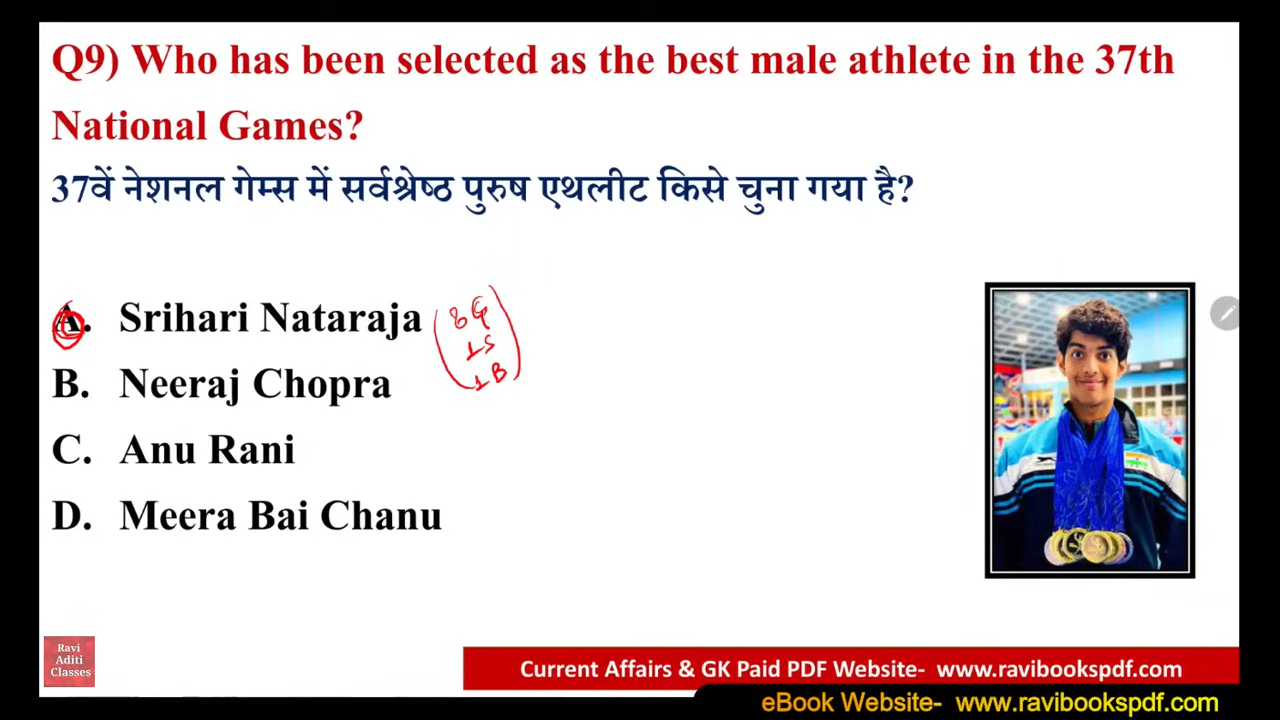 Q9) Who has been selected as the best male athlete in the 37th
National Games?
37वें नेशनल गेम्स में सर्वश्रेष्ठ पुरुष एथलीट किसे चुना गया है?
A. Srihari Nataraja
8G
1S
1B
B. Neeraj Chopra
C. Anu Rani
D. Meera Bai Chanu
Ravi
Aditi
Classes
Current Affairs & GK Paid PDF Website- www.ravibookspdf.com
eBook Website- www.ravibookspdf.com